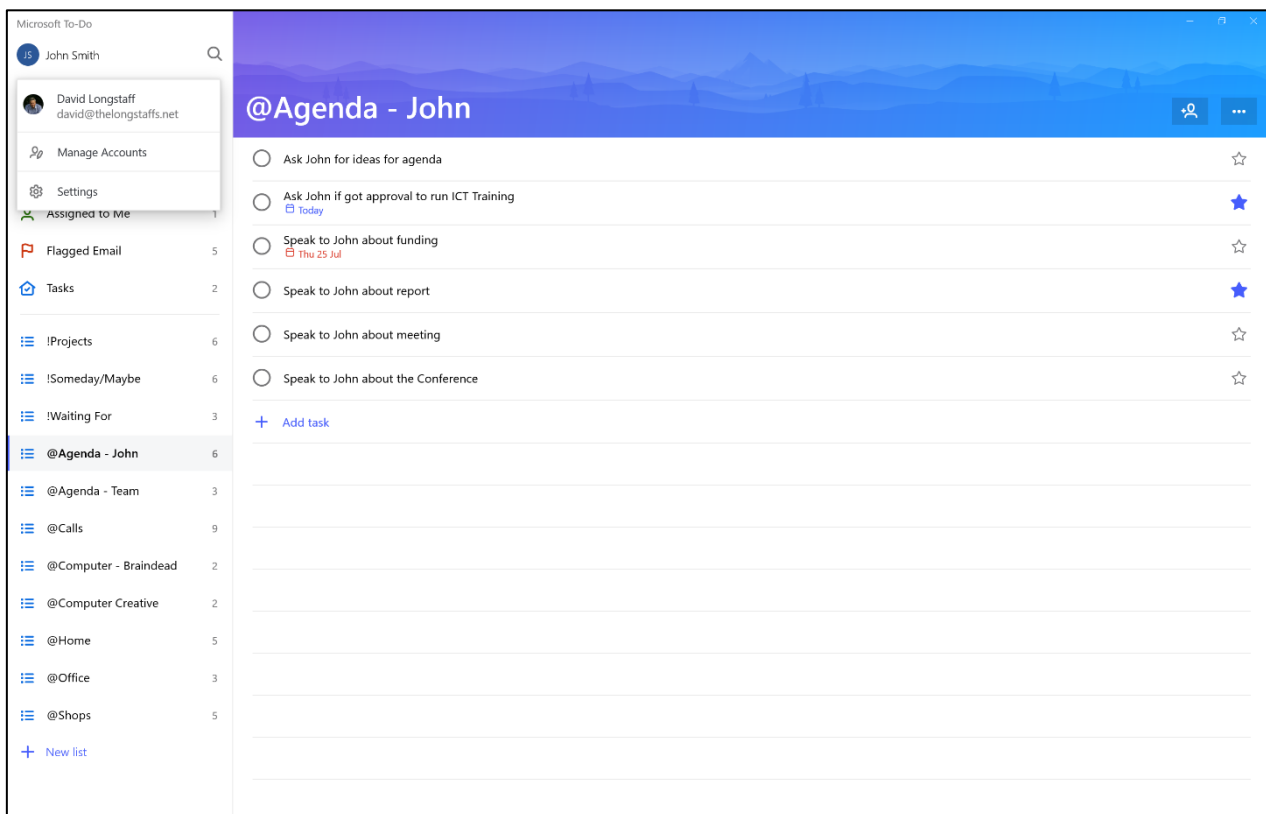 Microsoft To-Do
JS John Smith
David Longstaff
david@thelongstaffs.net
Manage Accounts
Settings
Assigned to Me 1
Flagged Email 5
Tasks 2
!Projects 6
!Someday/Maybe 6
!Waiting For 3
@Agenda - John 6
@Agenda - Team 3
@Calls 9
@Computer - Braindead 2
@Computer Creative 2
@Home 5
@Office 3
@Shops 5
New list
@Agenda - John
Ask John for ideas for agenda
Ask John if got approval to run ICT Training
Today
Speak to John about funding
Thu 25 Jul
Speak to John about report
Speak to John about meeting
Speak to John about the Conference
Add task